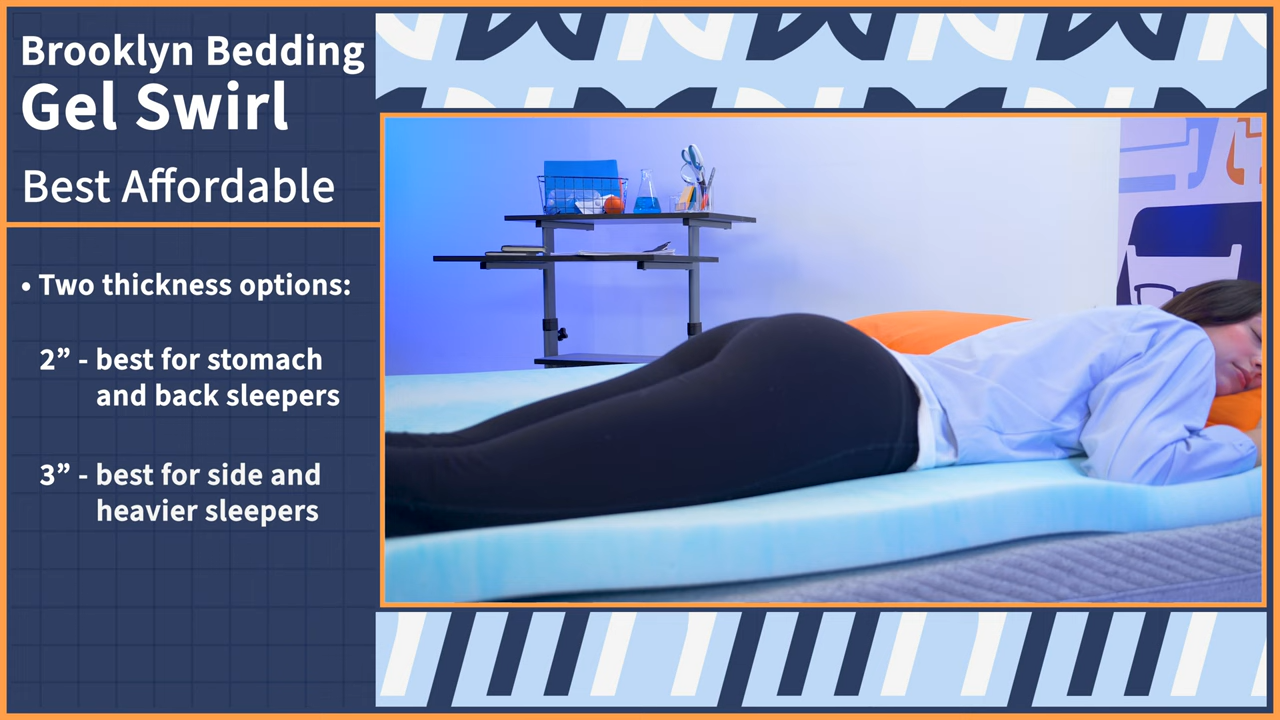 Brooklyn Bedding
Gel Swirl
Best Affordable
• Two thickness options:
2” - best for stomach
and back sleepers
3” - best for side and
heavier sleepers